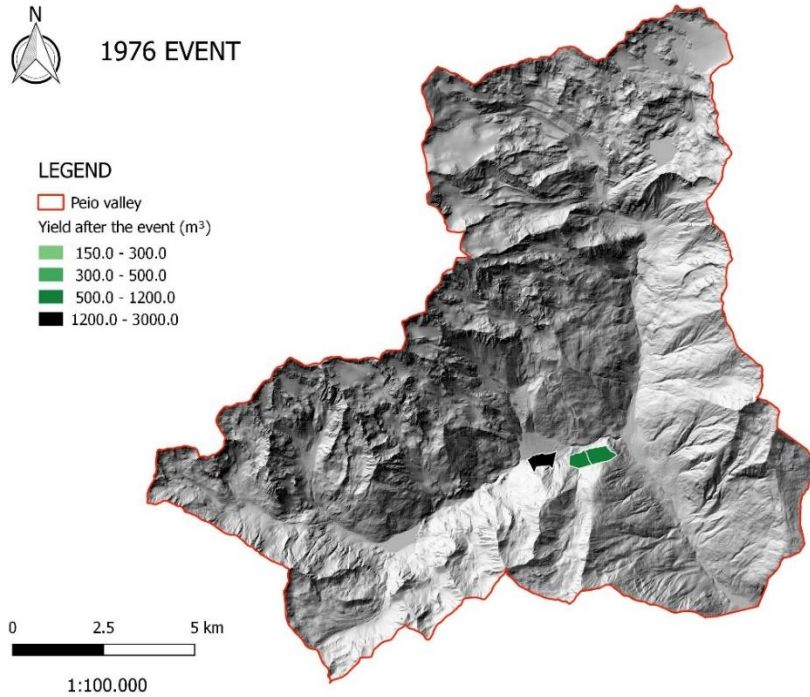 N
1976 EVENT
LEGEND
Peio valley
Yield after the event (m³)
150.0 - 300.0
300.0 - 500.0
500.0 - 1200.0
1200.0 - 3000.0
0 2.5 5 km
1:100.000